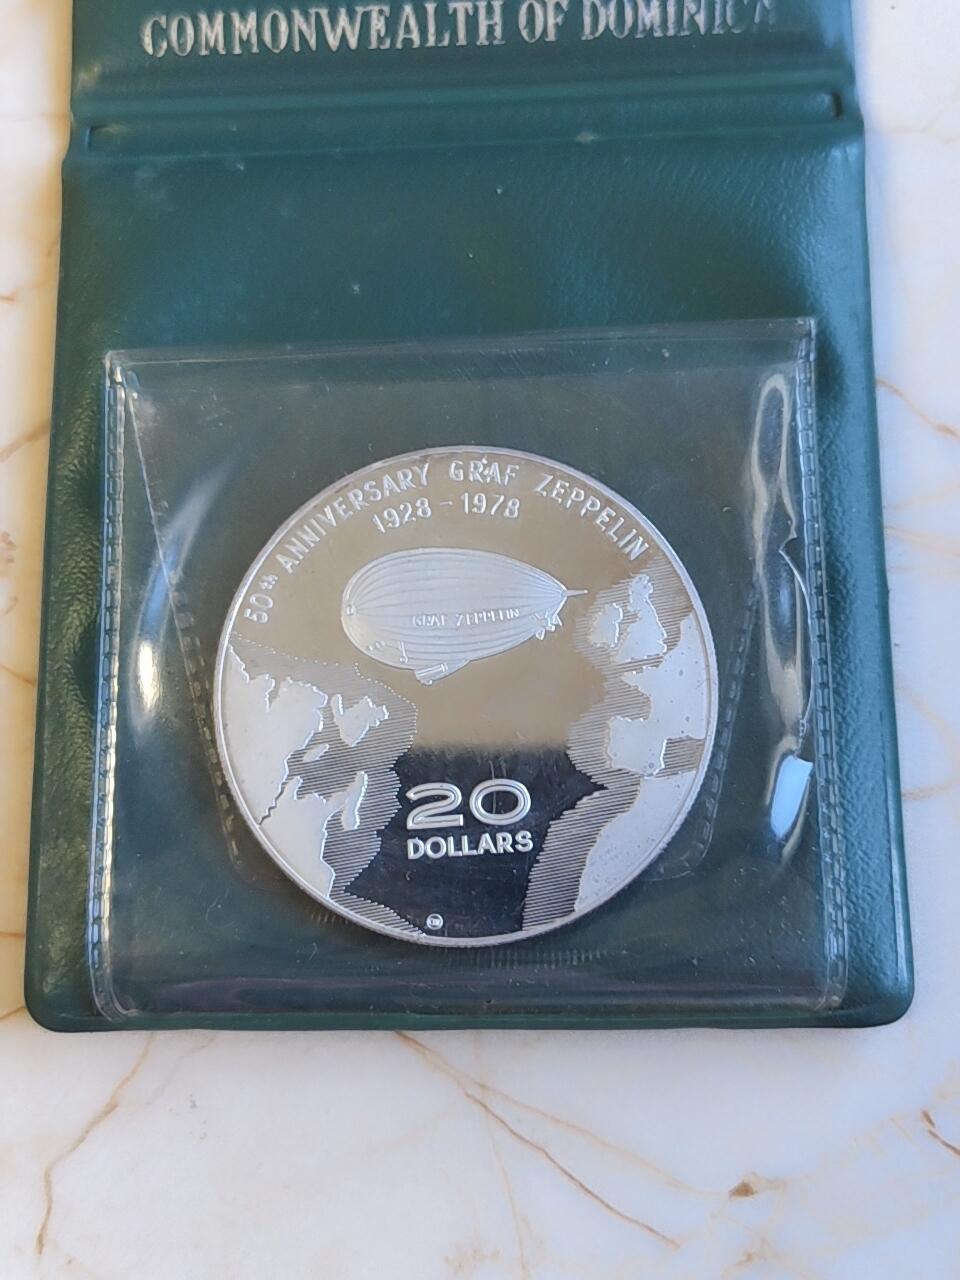 COMMONWEALTH OF DOMINICA
50th ANNIVERSARY GRAF ZEPPELIN
1928-1978
GRAF ZEPPELIN
20
DOLLARS